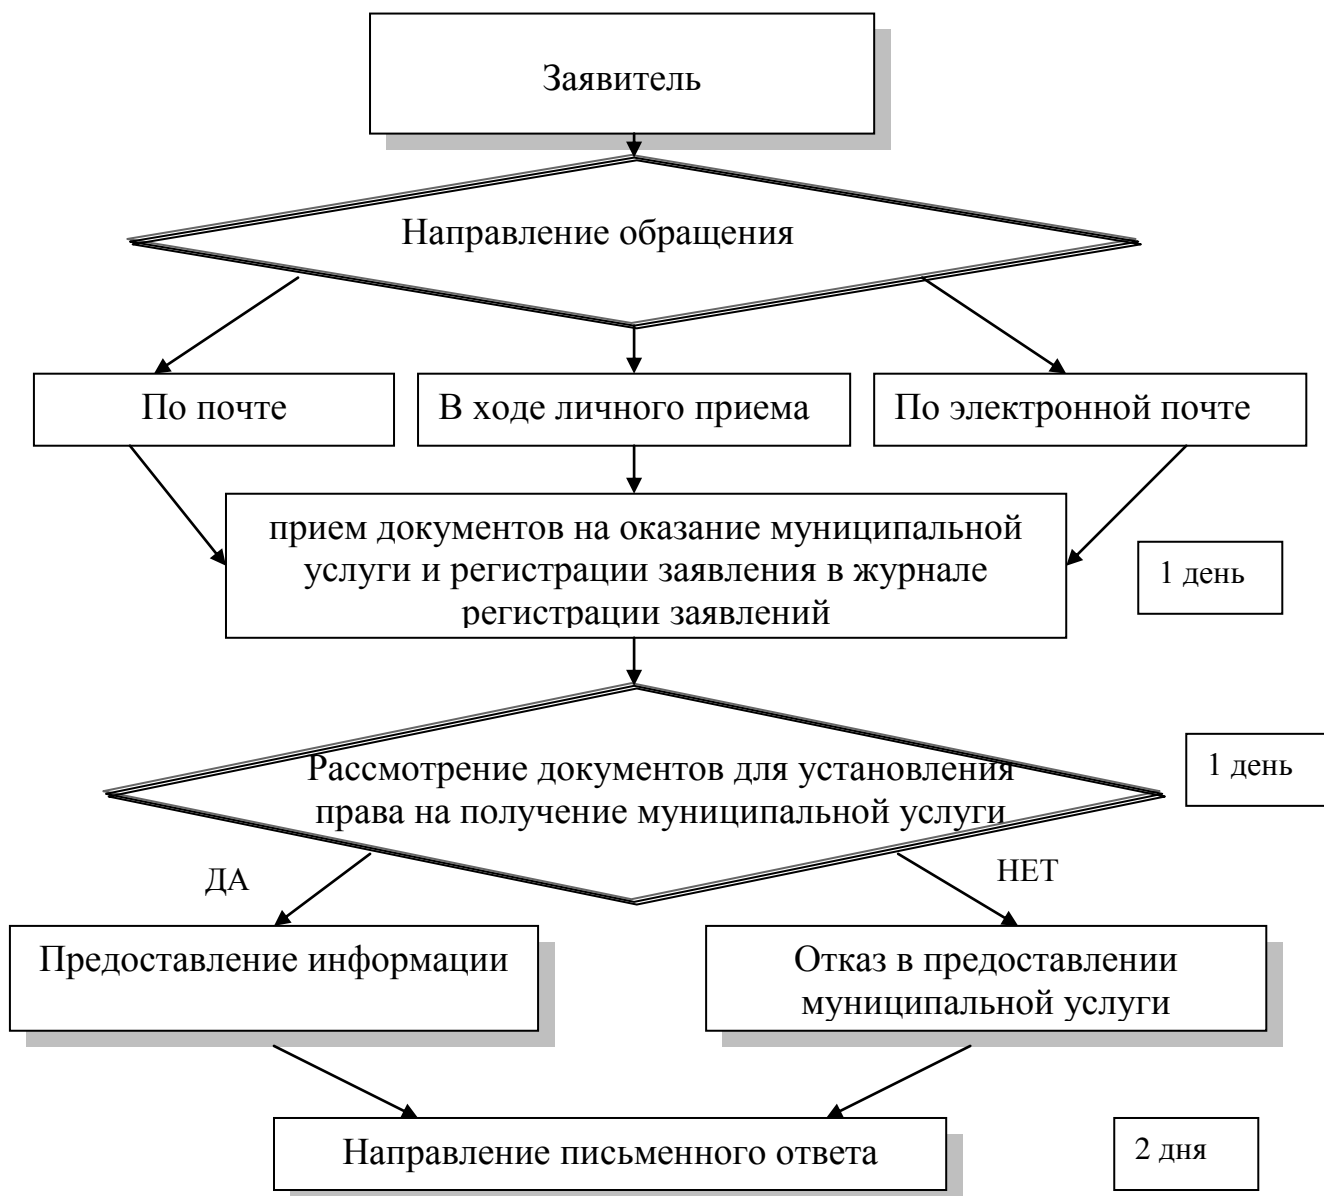 Заявитель
Направление обращения
По почте
В ходе личного приема
По электронной почте
прием документов на оказание муниципальной
услуги и регистрации заявления в журнале
регистрации заявлений
1 день
Рассмотрение документов для установления
права на получение муниципальной услуги
1 день
ДА
НЕТ
Предоставление информации
Отказ в предоставлении
муниципальной услуги
Направление письменного ответа
2 дня